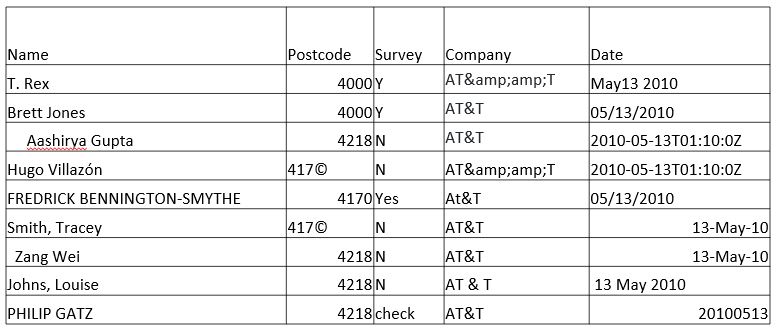 Name Postcode Survey Company Date
T. Rex 4000 Y AT&amp;amp;T May13 2010
Brett Jones 4000 Y AT&T 05/13/2010
Aashirya Gupta 4218 N AT&T 2010-05-13T01:10:0Z
Hugo Villazón 417© N AT&amp;amp;T 2010-05-13T01:10:0Z
FREDRICK BENNINGTON-SMYTHE 4170 Yes At&T 05/13/2010
Smith, Tracey 417© N AT&T 13-May-10
Zang Wei 4218 N AT&T 13-May-10
Johns, Louise 4218 N AT & T 13 May 2010
PHILIP GATZ 4218 check AT&T 20100513